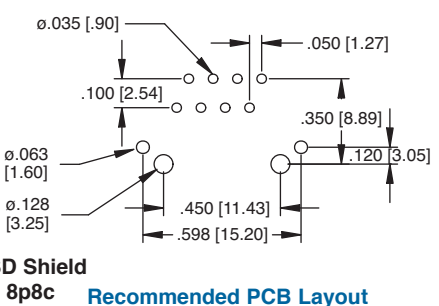 ø.035 [.90]
.050 [1.27]
.100 [2.54]
.350 [8.89]
.120 [3.05]
ø.063
[1.60]
ø.128
[3.25]
.450 [11.43]
.598 [15.20]
D Shield
8p8c
Recommended PCB Layout